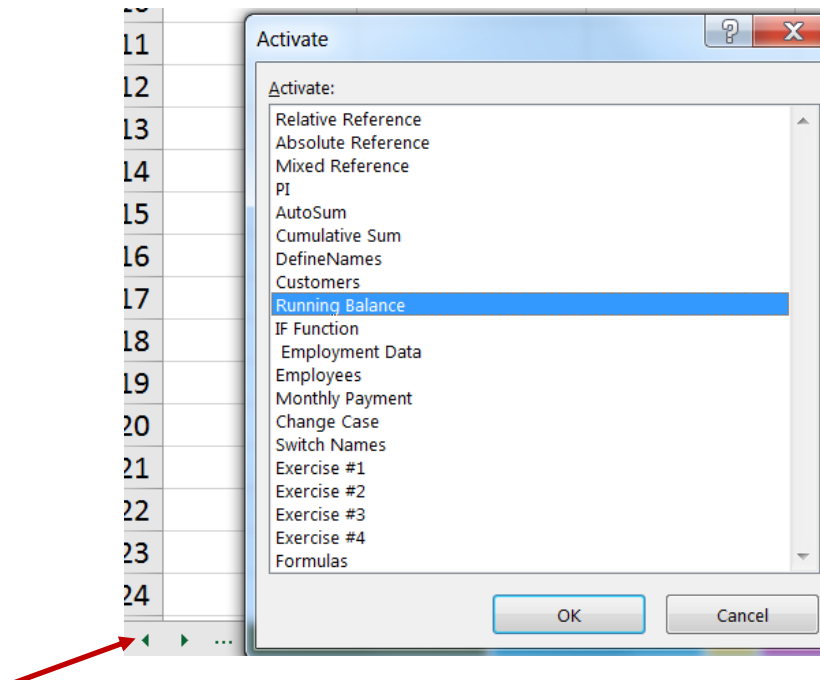 11
Activate
?
X
12
Activate:
13
Relative Reference
Absolute Reference
14
Mixed Reference
PI
15
AutoSum
Cumulative Sum
16
DefineNames
Customers
17
Running Balance
18
IF Function
Employment Data
19
Employees
Monthly Payment
20
Change Case
Switch Names
21
Exercise #1
22
Exercise #2
Exercise #3
23
Exercise #4
Formulas
24
OK
Cancel
...